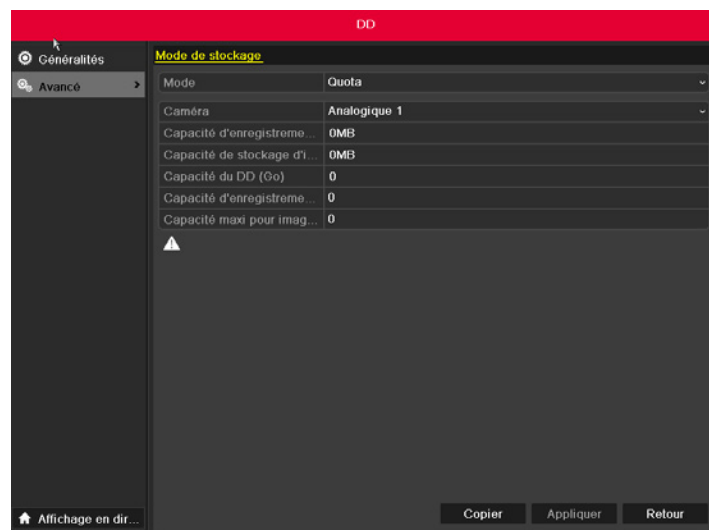 DD
Généralités
Avancé >
Mode de stockage
Mode Quota
Caméra Analogique 1
Capacité d'enregistreme... 0MB
Capacité de stockage d'i... 0MB
Capacité du DD (Go) 0
Capacité d'enregistreme... 0
Capacité maxi pour imag... 0
Affichage en dir...
Copier Appliquer Retour